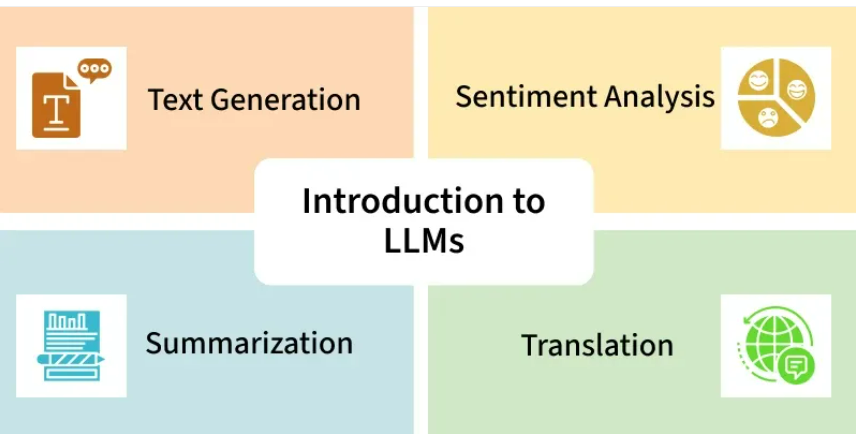 Text Generation
Sentiment Analysis
Introduction to
LLMs
Summarization
Translation